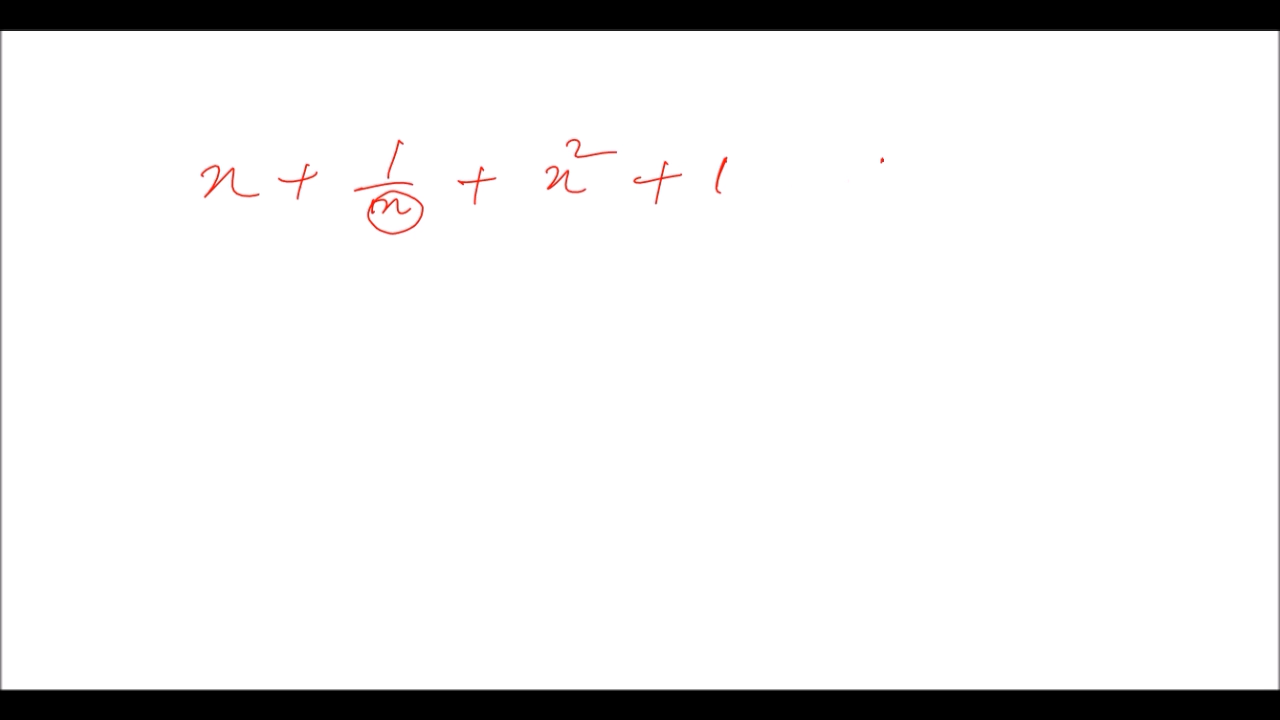 x + 1/x + x² + 1